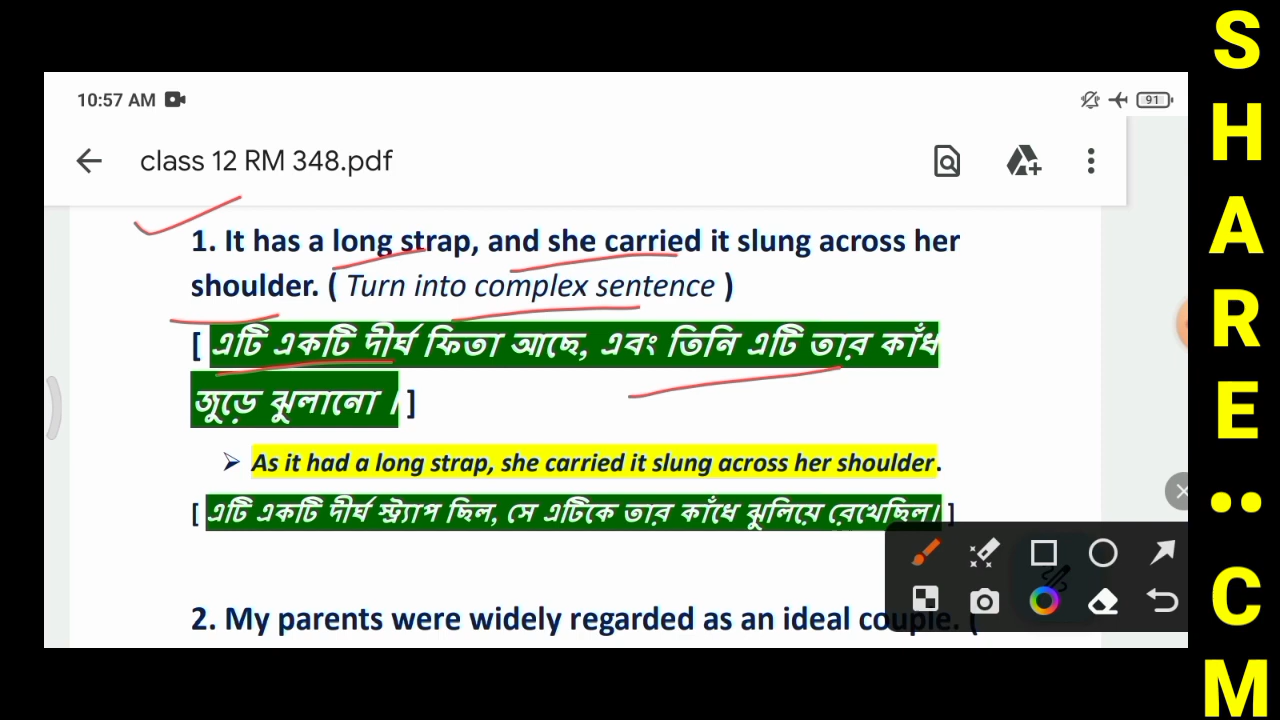 10:57 AM
91
class 12 RM 348.pdf
1. It has a long strap, and she carried it slung across her
shoulder. ( Turn into complex sentence )
[ এটি একটি দীর্ঘ ফিতা আছে, এবং তিনি এটি তার কাঁধ
জুড়ে ঝুলানো । ]
➢ As it had a long strap, she carried it slung across her shoulder.
[ এটি একটি দীর্ঘ স্ট্র্যাপ ছিল, সে এটিকে তার কাঁধে ঝুলিয়ে রেখেছিল। ]
2. My parents were widely regarded as an ideal couple. (
SHARE••CM